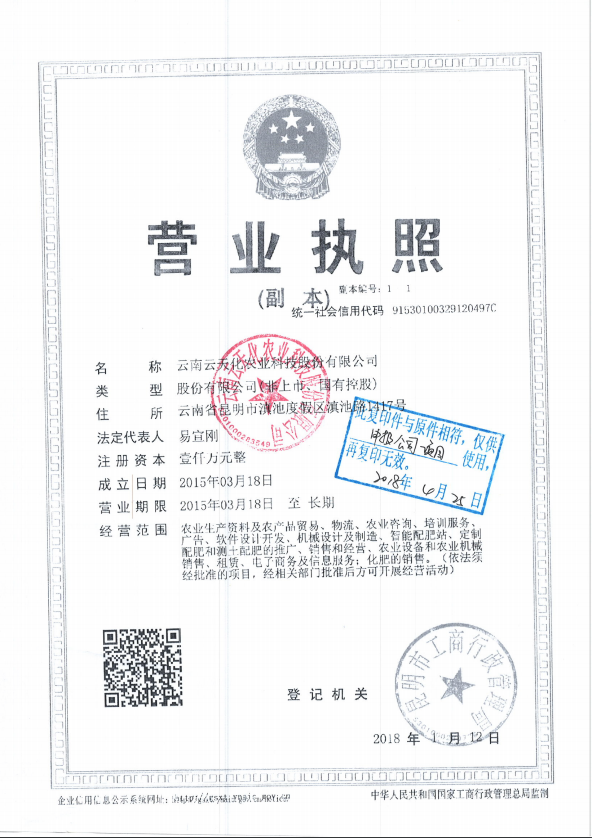 营业执照
(副 本)
副本编号: 1 1
统一社会信用代码 91530100329120497C
名 称 云南云天化农业科技股份有限公司
类 型 股份有限公司(非上市、国有控股)
住 所 云南省昆明市滇池度假区滇池路1417号
法定代表人 易宣刚
注册资本 壹仟万元整
成立日期 2015年03月18日
营业期限 2015年03月18日 至 长期
经营范围 农业生产资料及农产品贸易、物流、农业咨询、培训服务、
广告、软件设计开发、机械设计及制造、智能配肥站、定制
配肥和测土配肥的推广、销售和经营、农业设备和农业机械
销售、租赁、电子商务及信息服务;化肥的销售。(依法须
经批准的项目,经相关部门批准后方可开展经营活动)
此复印件与原件相符,仅供
使用,
再复印无效。
2018年 4月 25日
登记机关
昆明市工商行政管理局
2018 年 1 月 12 日
企业信用信息公示系统网址:
中华人民共和国国家工商行政管理总局监制